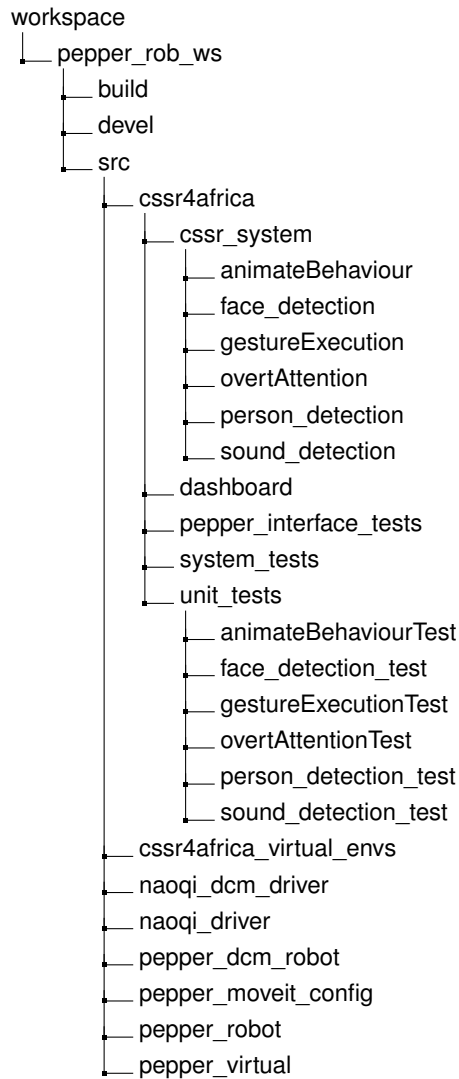 workspace
pepper_rob_ws
build
devel
src
cssr4africa
cssr_system
animateBehaviour
face_detection
gestureExecution
overtAttention
person_detection
sound_detection
dashboard
pepper_interface_tests
system_tests
unit_tests
animateBehaviourTest
face_detection_test
gestureExecutionTest
overtAttentionTest
person_detection_test
sound_detection_test
cssr4africa_virtual_envs
naoqi_dcm_driver
naoqi_driver
pepper_dcm_robot
pepper_moveit_config
pepper_robot
pepper_virtual